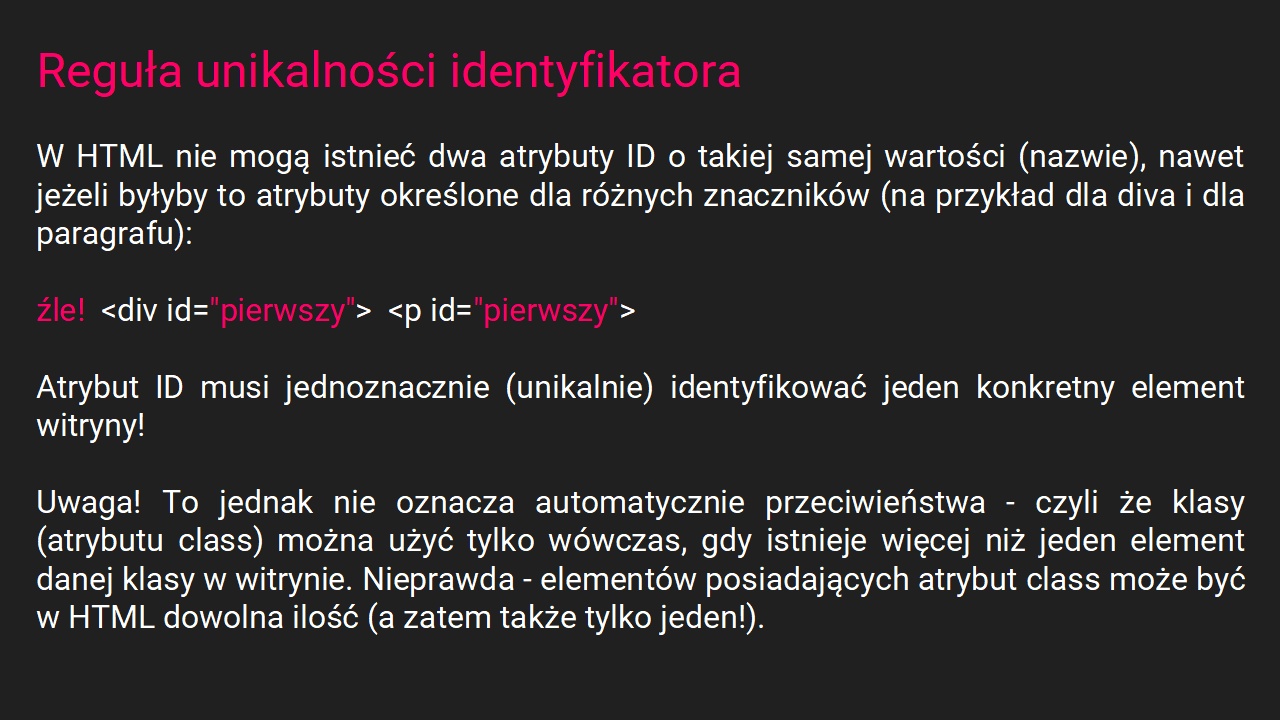 Reguła unikalności identyfikatora
W HTML nie mogą istnieć dwa atrybuty ID o takiej samej wartości (nazwie), nawet
jeżeli byłyby to atrybuty określone dla różnych znaczników (na przykład dla diva i dla
paragrafu):
źle! <div id="pierwszy"> <p id="pierwszy">
Atrybut ID musi jednoznacznie (unikalnie) identyfikować jeden konkretny element
witryny!
Uwaga! To jednak nie oznacza automatycznie przeciwieństwa - czyli że klasy
(atrybutu class) można użyć tylko wówczas, gdy istnieje więcej niż jeden element
danej klasy w witrynie. Nieprawda - elementów posiadających atrybut class może być
w HTML dowolna ilość (a zatem także tylko jeden!).